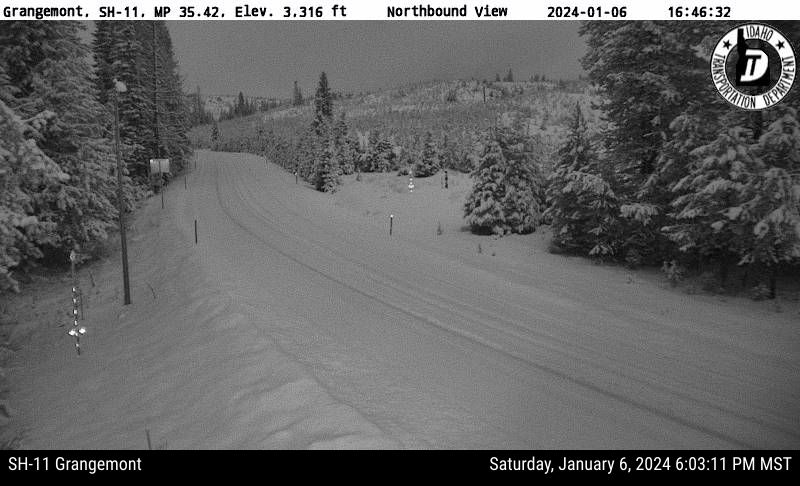 Grangemont, SH-11, MP 35.42, Elev. 3,316 ft Northbound View 2024-01-06 16:46:32
IDAHO
TRANSPORTATION DEPARTMENT
SH-11 Grangemont
Saturday, January 6, 2024 6:03:11 PM MST